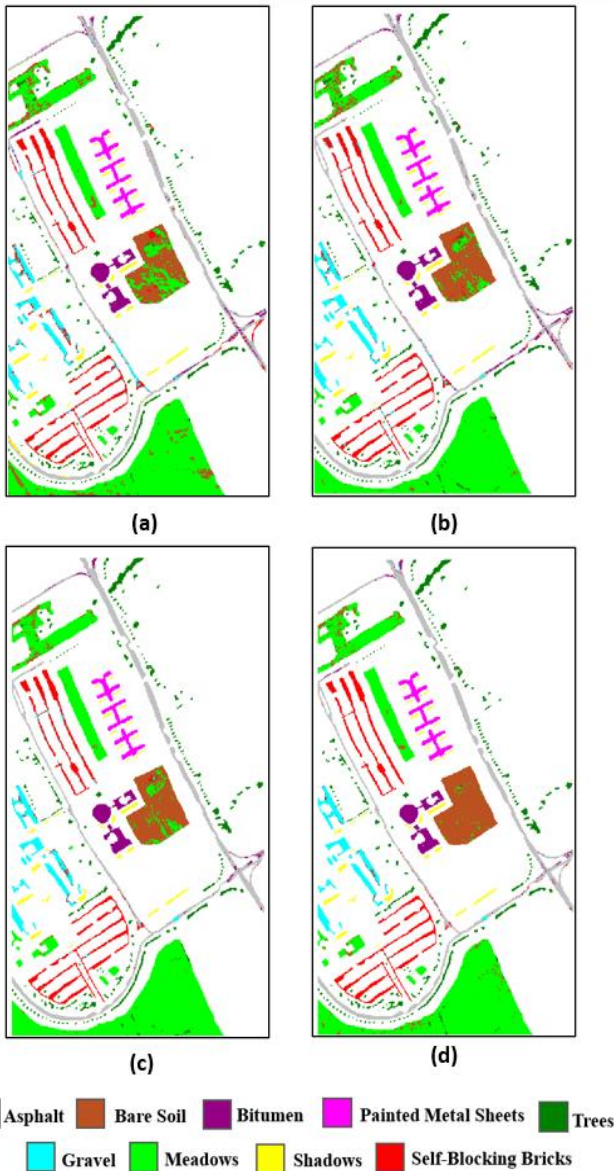 (a)
(b)
(c)
(d)
Asphalt Bare Soil Bitumen Painted Metal Sheets Trees
Gravel Meadows Shadows Self-Blocking Bricks